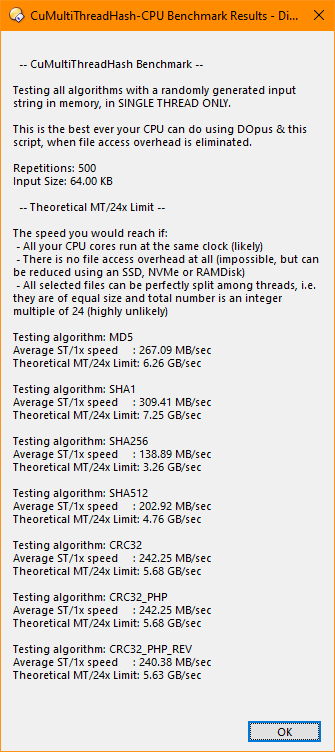 CuMultiThreadHash-CPU Benchmark Results - Di...
-- CuMultiThreadHash Benchmark --
Testing all algorithms with a randomly generated input
string in memory, in SINGLE THREAD ONLY.
This is the best ever your CPU can do using DOpus & this
script, when file access overhead is eliminated.
Repetitions: 500
Input Size: 64.00 KB
-- Theoretical MT/24x Limit --
The speed you would reach if:
- All your CPU cores run at the same clock (likely)
- There is no file access overhead at all (impossible, but can
be reduced using an SSD, NVMe or RAMDisk)
- All selected files can be perfectly split among threads, i.e.
they are of equal size and total number is an integer
multiple of 24 (highly unlikely)
Testing algorithm: MD5
Average ST/1x speed : 267.09 MB/sec
Theoretical MT/24x Limit: 6.26 GB/sec
Testing algorithm: SHA1
Average ST/1x speed : 309.41 MB/sec
Theoretical MT/24x Limit: 7.25 GB/sec
Testing algorithm: SHA256
Average ST/1x speed : 138.89 MB/sec
Theoretical MT/24x Limit: 3.26 GB/sec
Testing algorithm: SHA512
Average ST/1x speed : 202.92 MB/sec
Theoretical MT/24x Limit: 4.76 GB/sec
Testing algorithm: CRC32
Average ST/1x speed : 242.25 MB/sec
Theoretical MT/24x Limit: 5.68 GB/sec
Testing algorithm: CRC32_PHP
Average ST/1x speed : 242.25 MB/sec
Theoretical MT/24x Limit: 5.68 GB/sec
Testing algorithm: CRC32_PHP_REV
Average ST/1x speed : 240.38 MB/sec
Theoretical MT/24x Limit: 5.63 GB/sec
OK